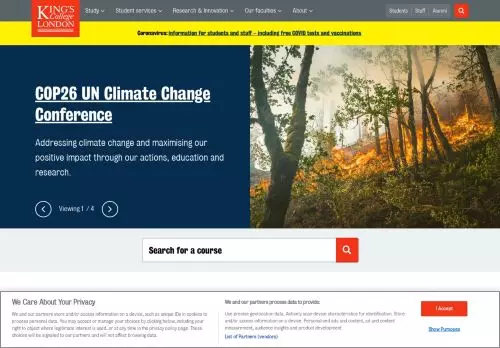 KING'S
College
LONDON
Study
Student services
Research & Innovation
Our faculties
About
Students
Staff
Alumni
Coronavirus: information for students and staff – including free COVID tests and vaccinations
COP26 UN Climate Change
Conference
Addressing climate change and maximising our
positive impact through our actions, education and
research.
Viewing 1 / 4
Search for a course
We Care About Your Privacy
We and our partners store and/or access information on a device, such as unique IDs in cookies to
process personal data. You may accept or manage your choices by clicking below, including your
right to object where legitimate interest is used, or at any time in the privacy policy page. These
choices will be signaled to our partners and will not affect browsing data.
We and our partners process data to provide:
Use precise geolocation data. Actively scan device characteristics for identification. Store
and/or access information on a device. Personalised ads and content, ad and content
measurement, audience insights and product development.
List of Partners (vendors)
I Accept
Show Purposes